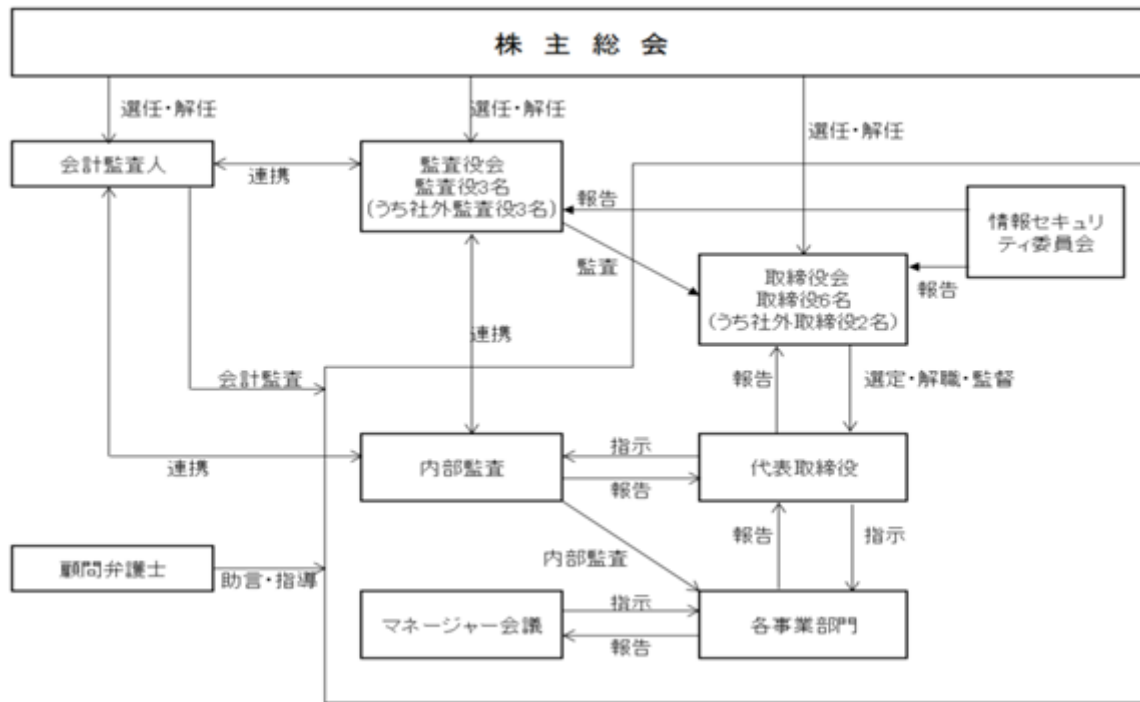 株 主 総 会
選任・解任
選任・解任
選任・解任
会計監査人
連携
監査役会
監査役3名
(うち社外監査役3名)
報告
情報セキュリ
ティ委員会
監査
取締役会
取締役6名
(うち社外取締役2名)
報告
連携
会計監査
報告
選定・解職・監督
連携
内部監査
指示
報告
代表取締役
報告
指示
顧問弁護士
助言・指導
内部監査
マネージャー会議
指示
報告
各事業部門